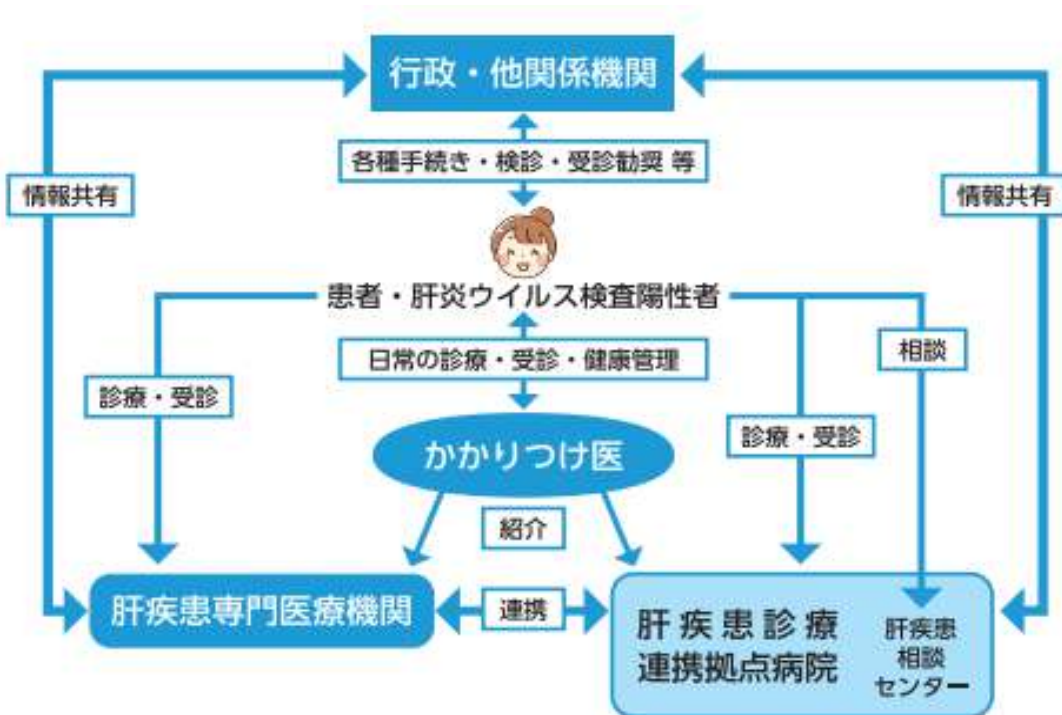 行政・他関係機関
各種手続き・検診・受診勧奨 等
情報共有
情報共有
患者・肝炎ウイルス検査陽性者
日常の診療・受診・健康管理
相談
診療・受診
診療・受診
かかりつけ医
紹介
肝疾患専門医療機関
連携
肝疾患診療
連携拠点病院
肝疾患
相談
センター